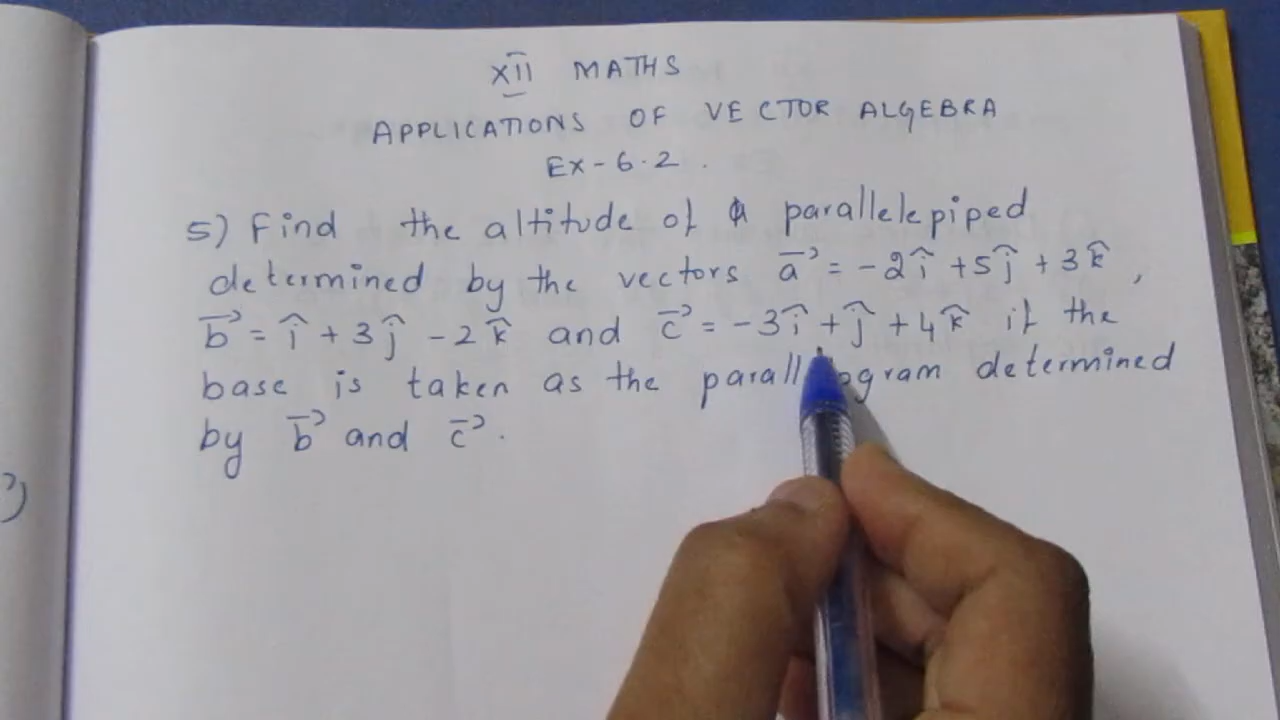 XII MATHS
APPLICATIONS OF VECTOR ALGEBRA
EX-6.2.
5) Find the altitude of a parallelepiped
determined by the vectors a⃗ = -2î + 5ĵ + 3k̂,
b⃗ = î + 3ĵ - 2k̂ and c⃗ = -3î + ĵ + 4k̂ if the
base is taken as the determined
by b⃗ and c⃗.